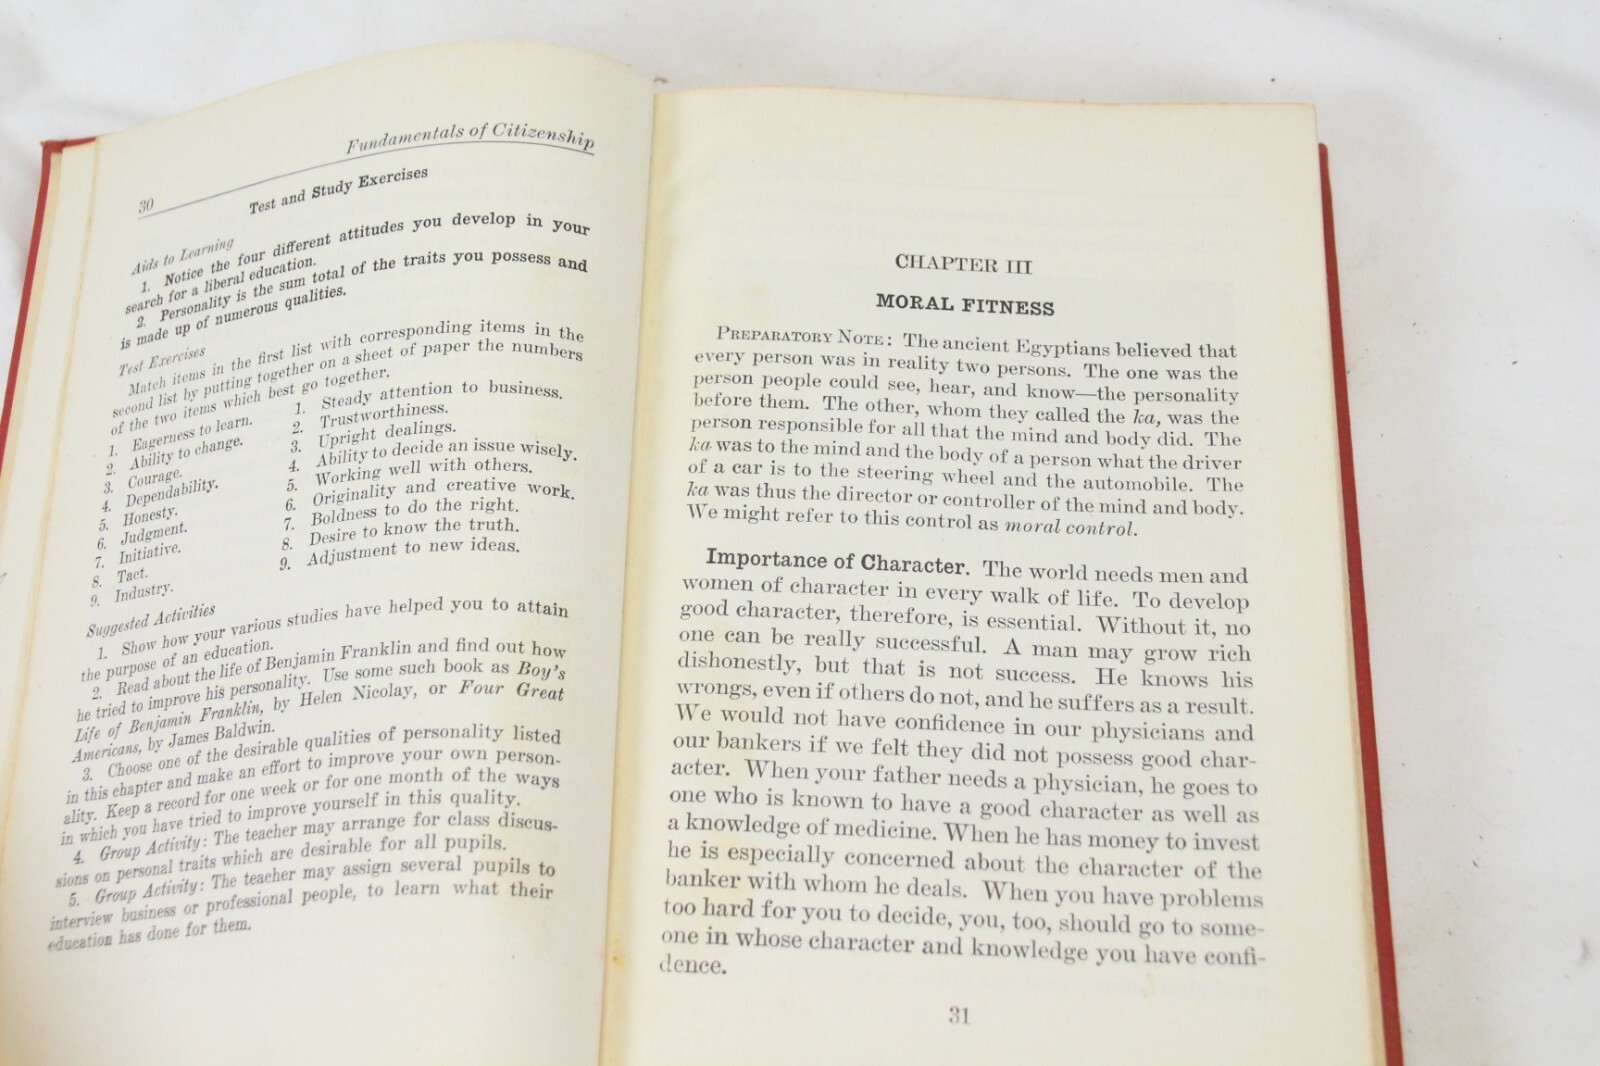 30
Fundamentals of Citizenship
Test and Study Exercises
Aids to Learning
1. Notice the four different attitudes you develop in your
search for a liberal education.
2. Personality is the sum total of the traits you possess and
is made up of numerous qualities.
Test Exercises
Match items in the first list with corresponding items in the
second list by putting together on a sheet of paper the numbers
of the two items which best go together.
1. Eagerness to learn.
2. Ability to change.
3. Courage.
4. Dependability.
5. Honesty.
6. Judgment.
7. Initiative.
8. Tact.
9. Industry.
1. Steady attention to business.
2. Trustworthiness.
3. Upright dealings.
4. Ability to decide an issue wisely.
5. Working well with others.
6. Originality and creative work.
7. Boldness to do the right.
8. Desire to know the truth.
9. Adjustment to new ideas.
Suggested Activities
1. Show how your various studies have helped you to attain
the purpose of an education.
2. Read about the life of Benjamin Franklin and find out how
he tried to improve his personality. Use some such book as Boy's
Life of Benjamin Franklin, by Helen Nicolay, or Four Great
Americans, by James Baldwin.
3. Choose one of the desirable qualities of personality listed
in this chapter and make an effort to improve your own person-
ality. Keep a record for one week or for one month of the ways
in which you have tried to improve yourself in this quality.
4. Group Activity: The teacher may arrange for class discus-
sions on personal traits which are desirable for all pupils.
5. Group Activity: The teacher may assign several pupils to
interview business or professional people, to learn what their
education has done for them.
CHAPTER III
MORAL FITNESS
PREPARATORY NOTE: The ancient Egyptians believed that
every person was in reality two persons. The one was the
person people could see, hear, and know—the personality
before them. The other, whom they called the ka, was the
person responsible for all that the mind and body did. The
ka was to the mind and the body of a person what the driver
of a car is to the steering wheel and the automobile. The
ka was thus the director or controller of the mind and body.
We might refer to this control as moral control.
Importance of Character. The world needs men and
women of character in every walk of life. To develop
good character, therefore, is essential. Without it, no
one can be really successful. A man may grow rich
dishonestly, but that is not success. He knows his
wrongs, even if others do not, and he suffers as a result.
We would not have confidence in our physicians and
our bankers if we felt they did not possess good char-
acter. When your father needs a physician, he goes to
one who is known to have a good character as well as
a knowledge of medicine. When he has money to invest
he is especially concerned about the character of the
banker with whom he deals. When you have problems
too hard for you to decide, you, too, should go to some-
one in whose character and knowledge you have confi-
dence.
31